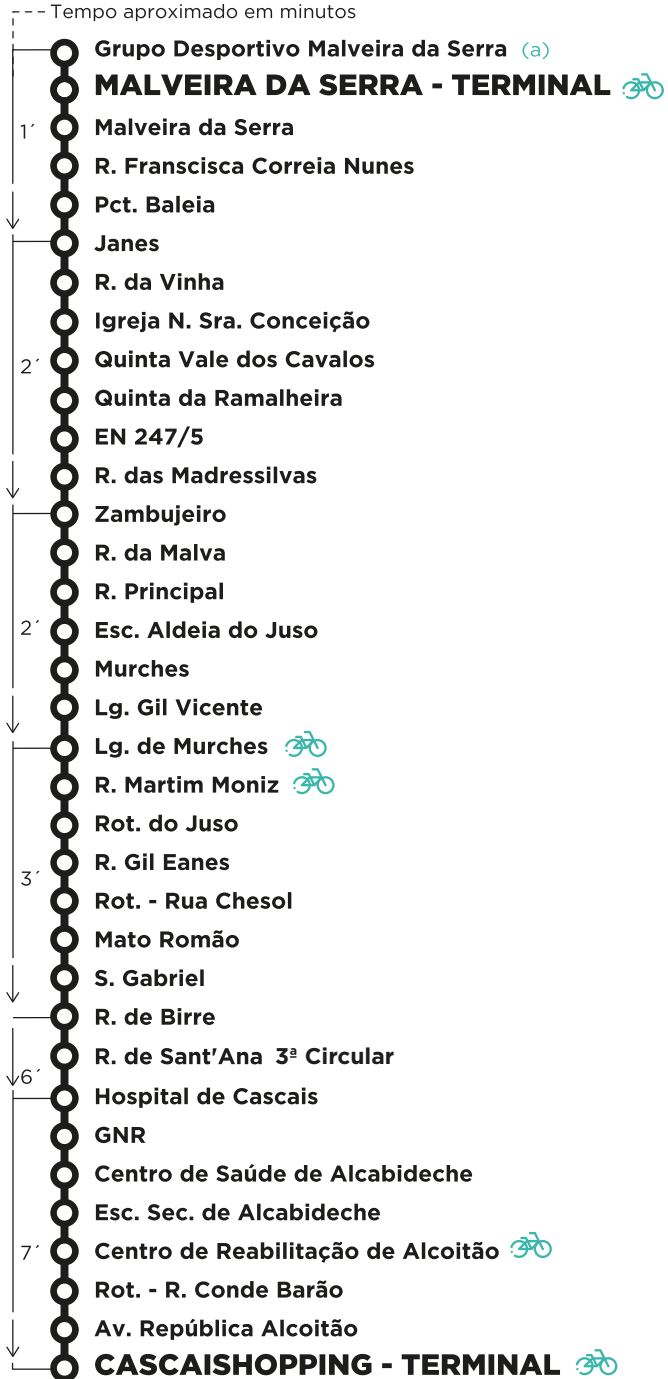 Tempo aproximado em minutos
Grupo Desportivo Malveira da Serra (a)
MALVEIRA DA SERRA - TERMINAL
Malveira da Serra
1´
R. Franscisca Correia Nunes
Pct. Baleia
Janes
R. da Vinha
Igreja N. Sra. Conceição
Quinta Vale dos Cavalos
2´
Quinta da Ramalheira
EN 247/5
R. das Madressilvas
Zambujeiro
R. da Malva
R. Principal
Esc. Aldeia do Juso
2´
Murches
Lg. Gil Vicente
Lg. de Murches
R. Martim Moniz
Rot. do Juso
R. Gil Eanes
3´
Rot. - Rua Chesol
Mato Romão
S. Gabriel
R. de Birre
R. de Sant'Ana 3ª Circular
6´
Hospital de Cascais
GNR
Centro de Saúde de Alcabideche
Esc. Sec. de Alcabideche
Centro de Reabilitação de Alcoitão
7´
Rot. - R. Conde Barão
Av. República Alcoitão
CASCAISHOPPING - TERMINAL